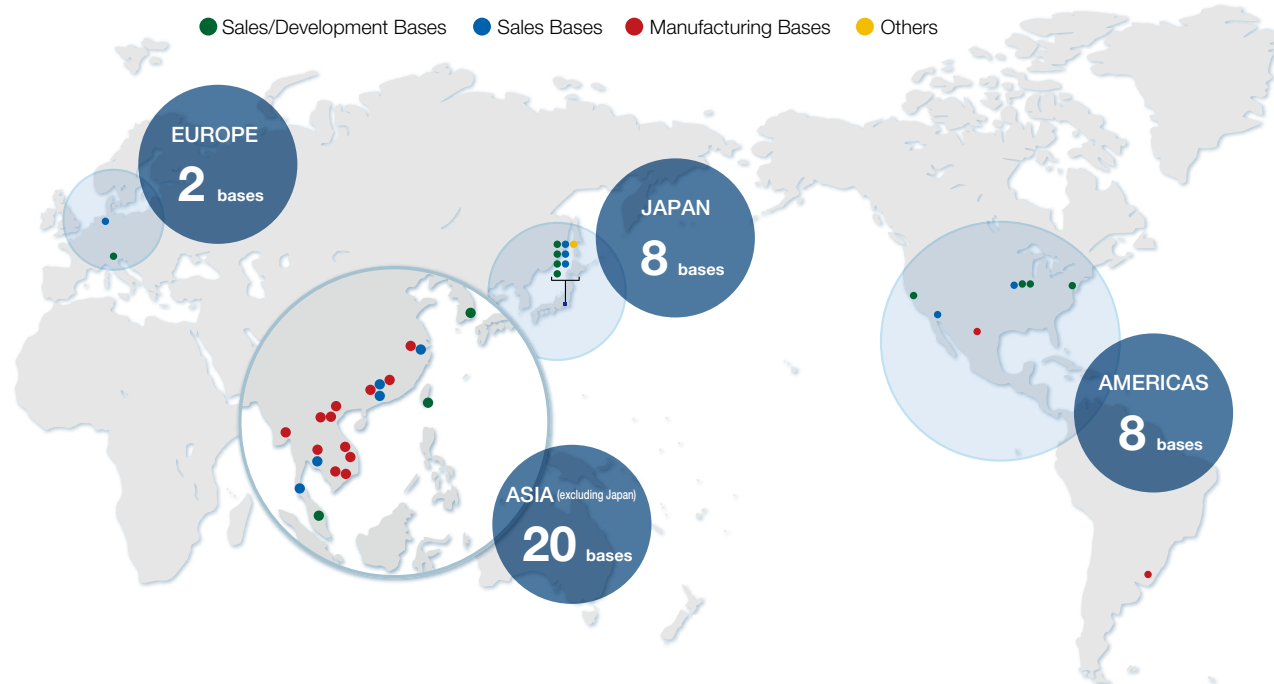 Sales/Development Bases Sales Bases Manufacturing Bases Others
EUROPE
2 bases
JAPAN
8 bases
AMERICAS
8 bases
ASIA (excluding Japan)
20 bases